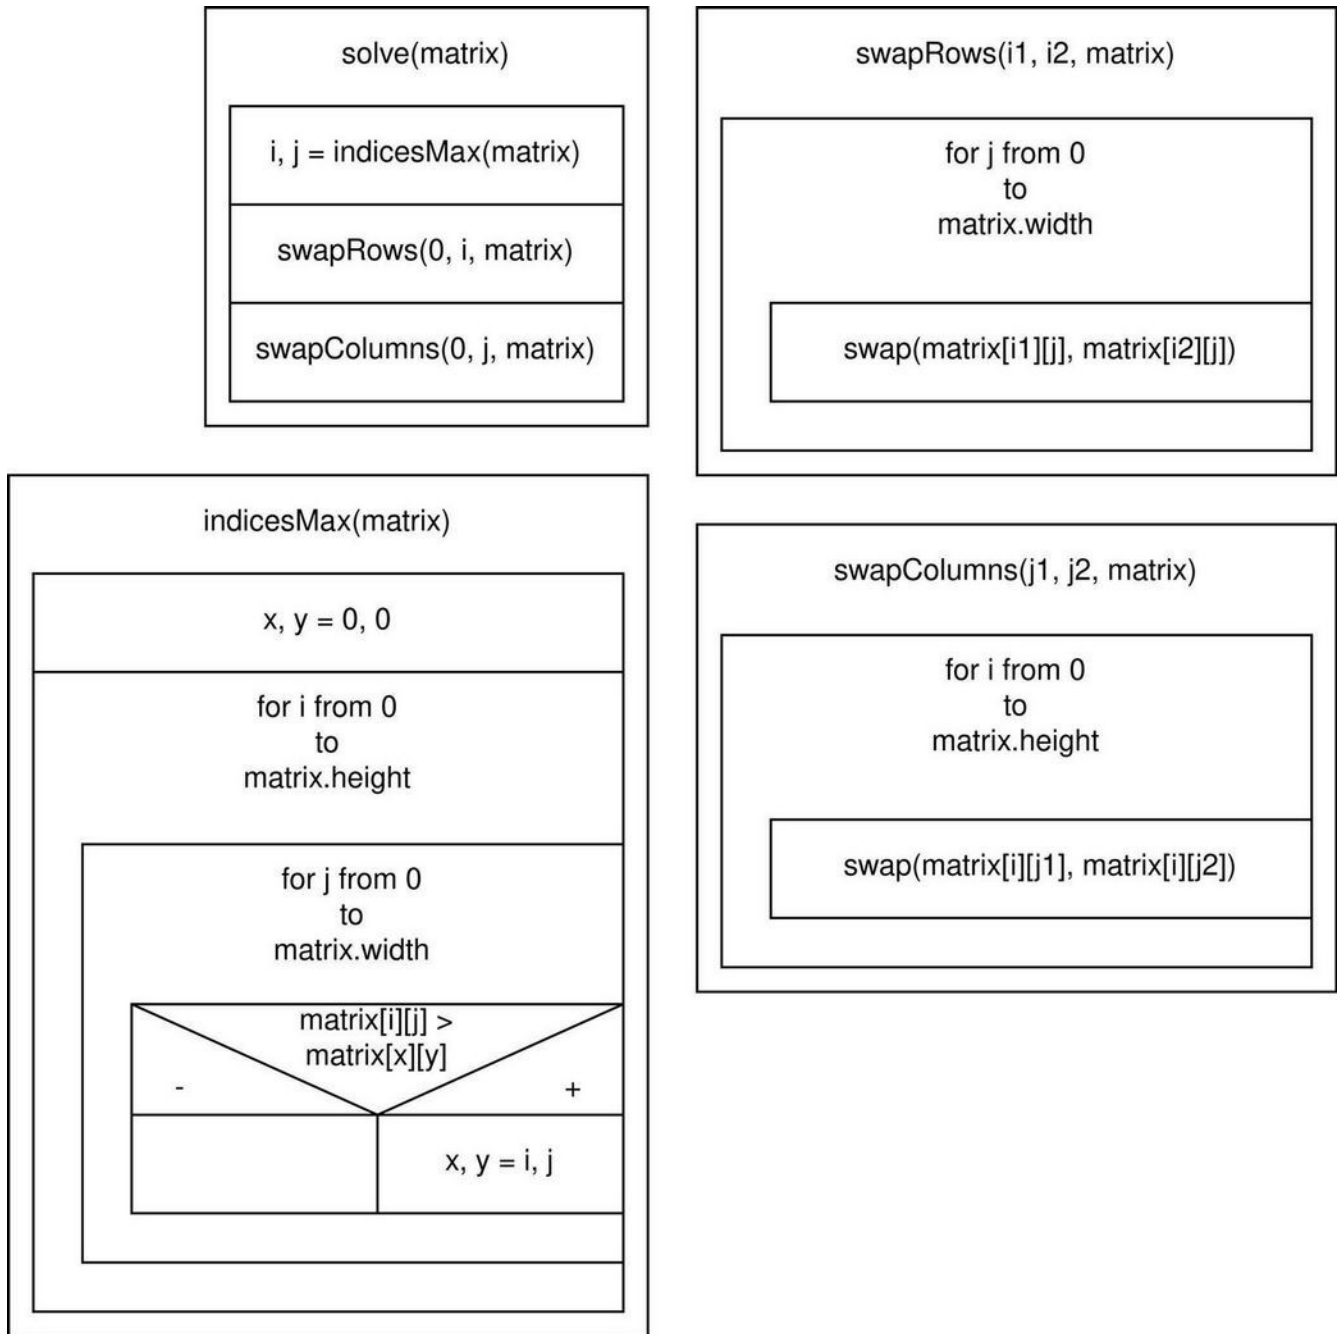 solve(matrix)
i, j = indicesMax(matrix)
swapRows(0, i, matrix)
swapColumns(0, j, matrix)
swapRows(i1, i2, matrix)
for j from 0
to
matrix.width
swap(matrix[i1][j], matrix[i2][j])
indicesMax(matrix)
x, y = 0, 0
for i from 0
to
matrix.height
for j from 0
to
matrix.width
matrix[i][j] >
matrix[x][y]
-
+
x, y = i, j
swapColumns(j1, j2, matrix)
for i from 0
to
matrix.height
swap(matrix[i][j1], matrix[i][j2])